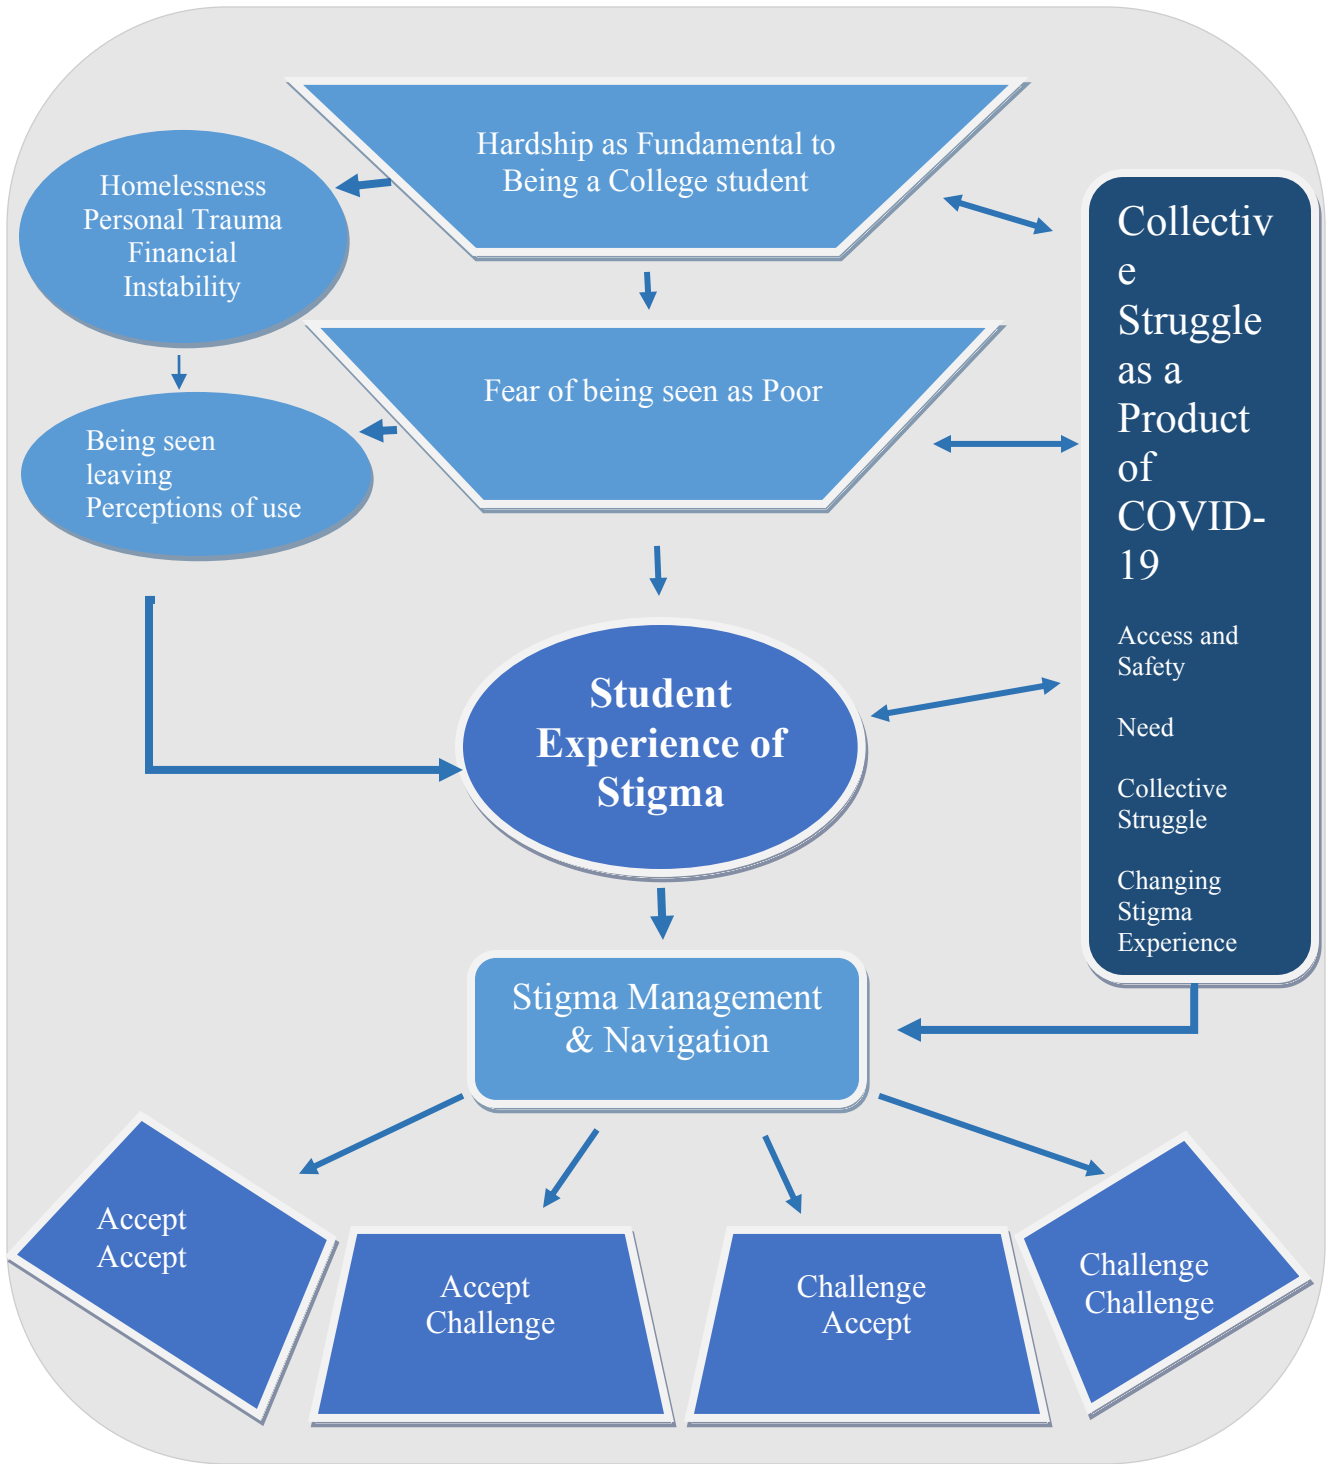 Hardship as Fundamental to
Being a College student
Homelessness
Personal Trauma
Financial
Instability
Fear of being seen as Poor
Being seen
leaving
Perceptions of use
Collectiv
e
Struggle
as a
Product
of
COVID-
19
Access and
Safety
Need
Collective
Struggle
Changing
Stigma
Experience
Student
Experience of
Stigma
Stigma Management
& Navigation
Accept
Accept
Accept
Challenge
Challenge
Accept
Challenge
Challenge